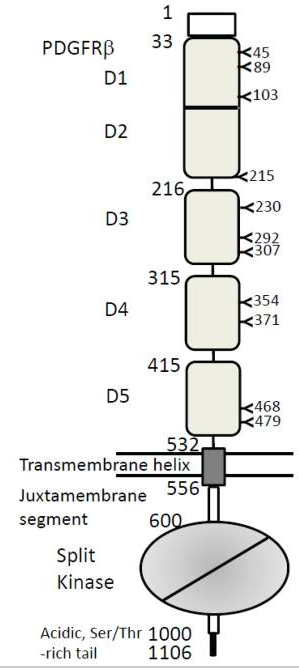 1
PDGFRβ 33
45
89
D1
103
D2
215
216
230
D3
292
307
315
354
D4
371
415
D5
468
479
532
Transmembrane helix
556
Juxtamembrane
segment
600
Split
Kinase
Acidic, Ser/Thr 1000
-rich tail 1106